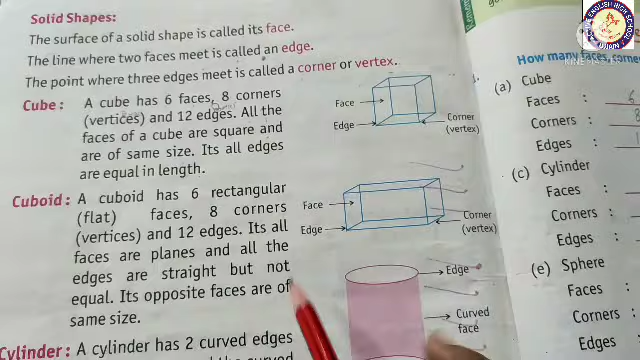 Solid Shapes:
The surface of a solid shape is called its face.
The line where two faces meet is called an edge.
The point where three edges meet is called a corner or vertex.
Cube : A cube has 6 faces, 8 corners
(vertices) and 12 edges. All the
faces of a cube are square and
are of same size. Its all edges
are equal in length.
Face
Edge
Corner
(vertex)
Cuboid : A cuboid has 6 rectangular
(flat) faces, 8 corners
(vertices) and 12 edges. Its all
faces are planes and all the
edges are straight but not
equal. Its opposite faces are of
same size.
Face
Edge
Corner
(vertex)
Cylinder : A cylinder has 2 curved edges
Edge
Curved
face
ENGLISH HIGH SCHOOL
UJJAIN
How many faces, corne
(a) Cube
Faces : 6
Corners : 8
Edges : 1
(c) Cylinder
Faces :
Corners :
Edges :
(e) Sphere
Faces :
Corners :
Edges :